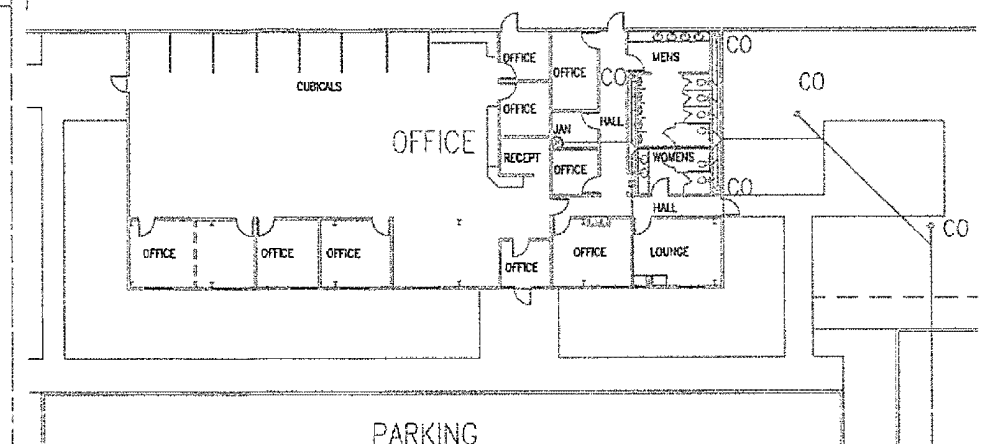 OFFICE
MENS
CO
OFFICE
CO
CO
CUBICALS
OFFICE
JAN
HALL
OFFICE
RECEPT
WOMENS
OFFICE
CO
HALL
CO
OFFICE
OFFICE
OFFICE
OFFICE
OFFICE
LOUNGE
PARKING